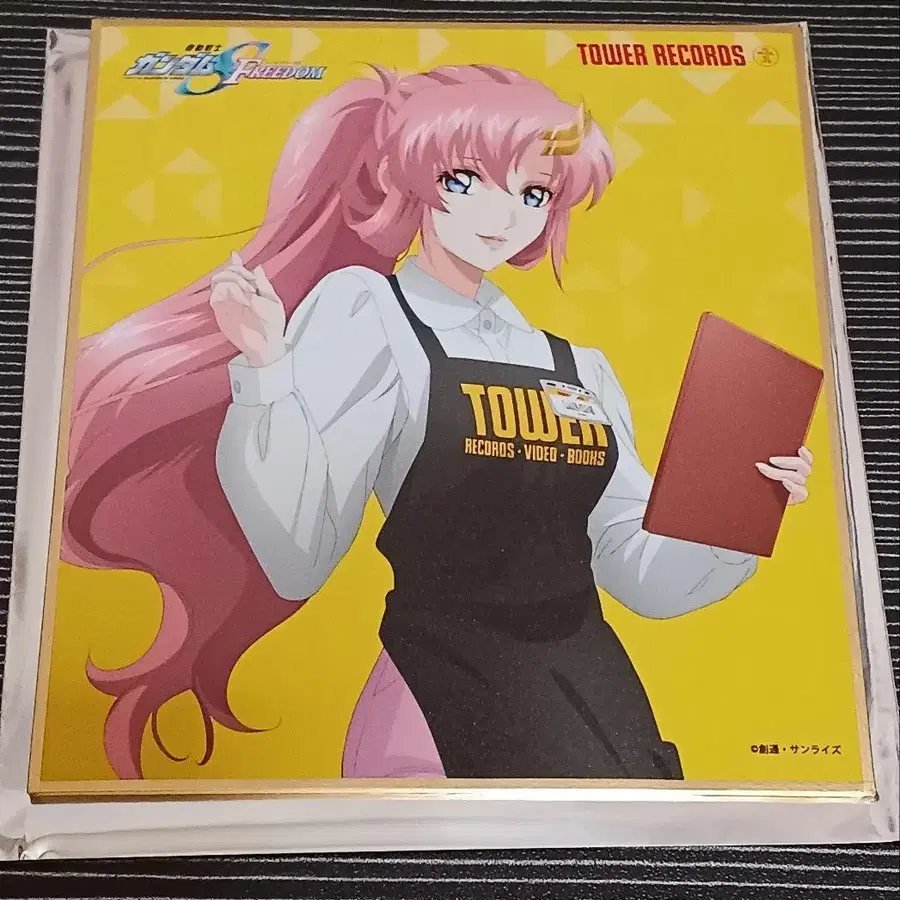 機動戦士
ガンダムSEED
FREEDOM
TOWER RECORDS
TOWER
RECORDS・VIDEO・BOOKS
©創通・サンライズ